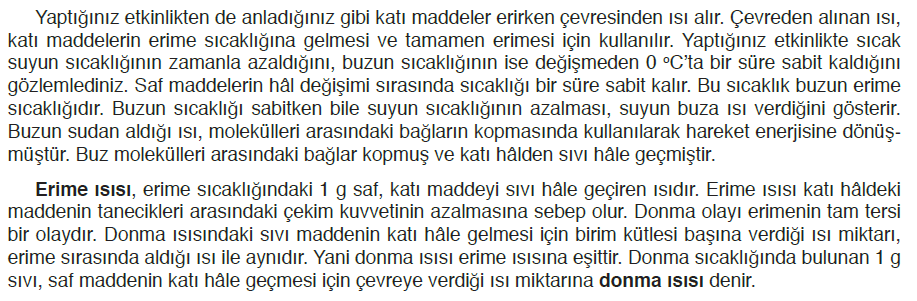 Yaptığınız etkinlikten de anladığınız gibi katı maddeler erirken çevresinden ısı alır. Çevreden alınan ısı,
katı maddelerin erime sıcaklığına gelmesi ve tamamen erimesi için kullanılır. Yaptığınız etkinlikte sıcak
suyun sıcaklığının zamanla azaldığını, buzun sıcaklığının ise değişmeden 0 ºC’ta bir süre sabit kaldığını
gözlemlediniz. Saf maddelerin hâl değişimi sırasında sıcaklığı bir süre sabit kalır. Bu sıcaklık buzun erime
sıcaklığıdır. Buzun sıcaklığı sabitken bile suyun sıcaklığının azalması, suyun buza ısı verdiğini gösterir.
Buzun sudan aldığı ısı, molekülleri arasındaki bağların kopmasında kullanılarak hareket enerjisine dönüş-
müştür. Buz molekülleri arasındaki bağlar kopmuş ve katı hâlden sıvı hâle geçmiştir.
Erime ısısı, erime sıcaklığındaki 1 g saf, katı maddeyi sıvı hâle geçiren ısıdır. Erime ısısı katı hâldeki
maddenin tanecikleri arasındaki çekim kuvvetinin azalmasına sebep olur. Donma olayı erimenin tam tersi
bir olaydır. Donma ısısındaki sıvı maddenin katı hâle gelmesi için birim kütlesi başına verdiği ısı miktarı,
erime sırasında aldığı ısı ile aynıdır. Yani donma ısısı erime ısısına eşittir. Donma sıcaklığında bulunan 1 g
sıvı, saf maddenin katı hâle geçmesi için çevreye verdiği ısı miktarına donma ısısı denir.